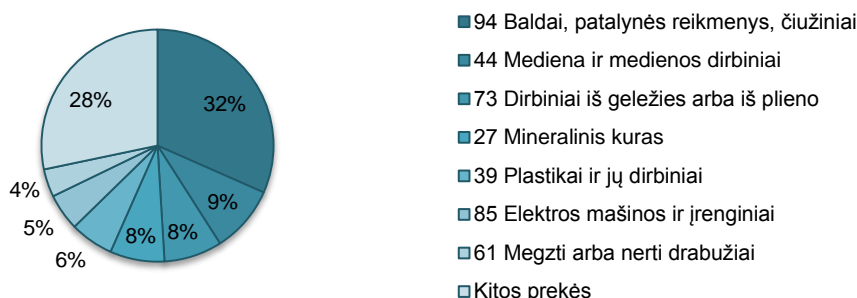 32%
9%
8%
8%
6%
5%
4%
28%
94 Baldai, patalynės reikmenys, čiužiniai
44 Mediena ir medienos dirbiniai
73 Dirbiniai iš geležies arba iš plieno
27 Mineralinis kuras
39 Plastikai ir jų dirbiniai
85 Elektros mašinos ir įrenginiai
61 Megzti arba nerti drabužiai
Kitos prekės